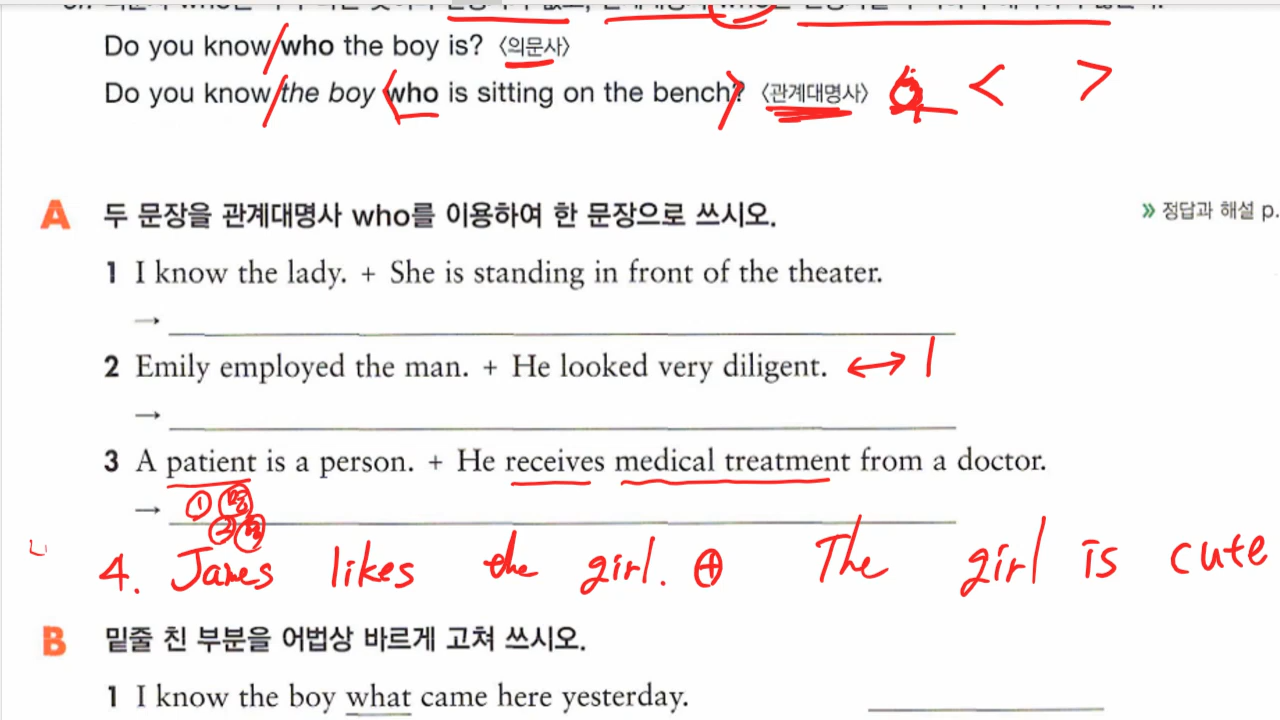 Do you know / who the boy is? 〈의문사〉
Do you know / the boy < who is sitting on the bench? > 〈관계대명사〉 < >
A 두 문장을 관계대명사 who를 이용하여 한 문장으로 쓰시오. » 정답과 해설 p.
1 I know the lady. + She is standing in front of the theater.
→
2 Emily employed the man. + He looked very diligent. ↔ 1
→
3 A patient is a person. + He receives medical treatment from a doctor.
① ②
→
4. James likes the girl. ⊕ The girl is cute
B 밑줄 친 부분을 어법상 바르게 고쳐 쓰시오.
1 I know the boy what came here yesterday.